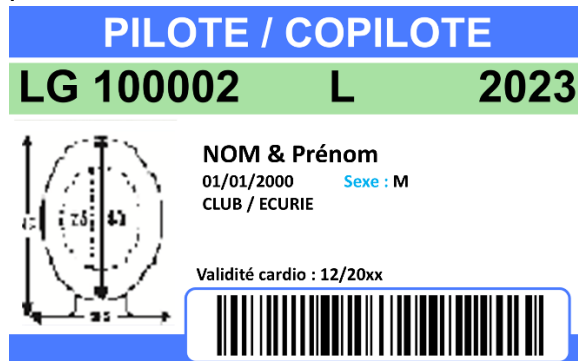 PILOTE / COPILOTE
LG 100002 L 2023
NOM & Prénom
01/01/2000 Sexe : M
CLUB / ECURIE
Validité cardio : 12/20xx